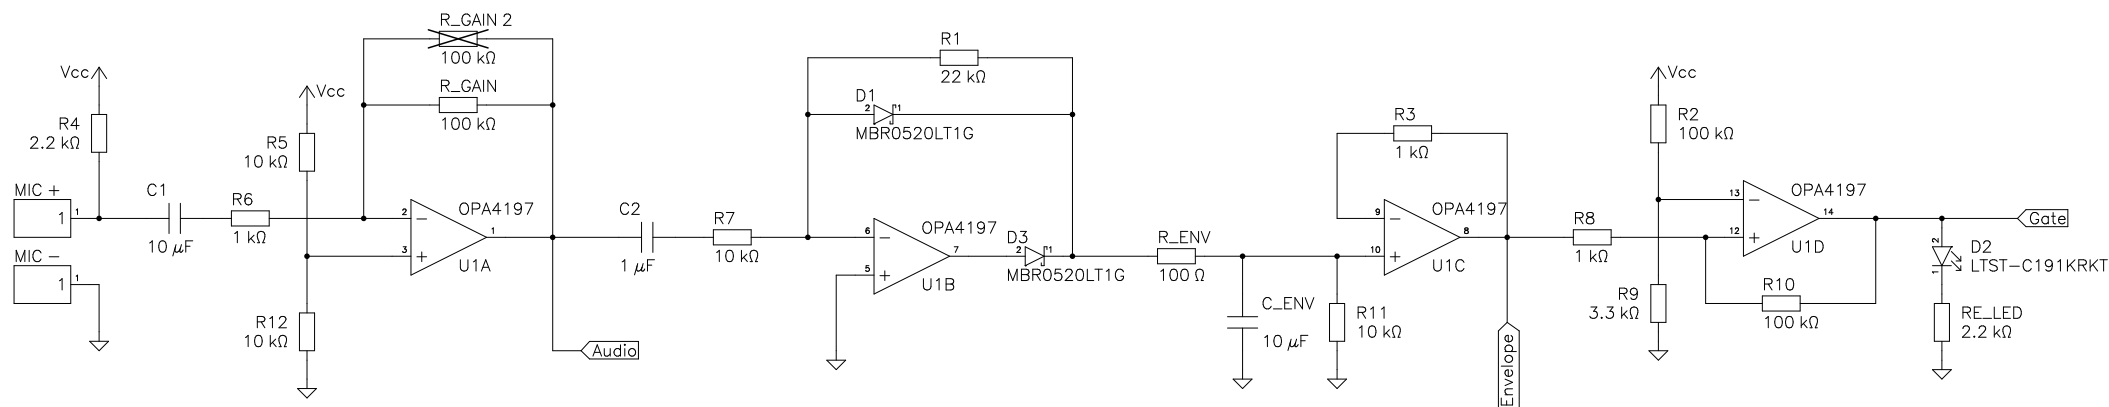 R_GAIN 2
100 kΩ
R_GAIN
100 kΩ
Vcc
R4
2.2 kΩ
MIC +
1
1
MIC -
1
1
C1
10 µF
R6
1 kΩ
Vcc
R5
10 kΩ
R12
10 kΩ
2
3
1
OPA4197
U1A
Audio
C2
1 µF
R7
10 kΩ
R1
22 kΩ
D1
2
1
MBR0520LT1G
6
5
7
OPA4197
U1B
D3
2
1
MBR0520LT1G
R_ENV
100 Ω
C_ENV
10 µF
R11
10 kΩ
R3
1 kΩ
9
10
8
OPA4197
U1C
Envelope
R8
1 kΩ
Vcc
R2
100 kΩ
R9
3.3 kΩ
13
12
14
OPA4197
U1D
R10
100 kΩ
Gate
2
1
D2
LTST-C191KRKT
RE_LED
2.2 kΩ